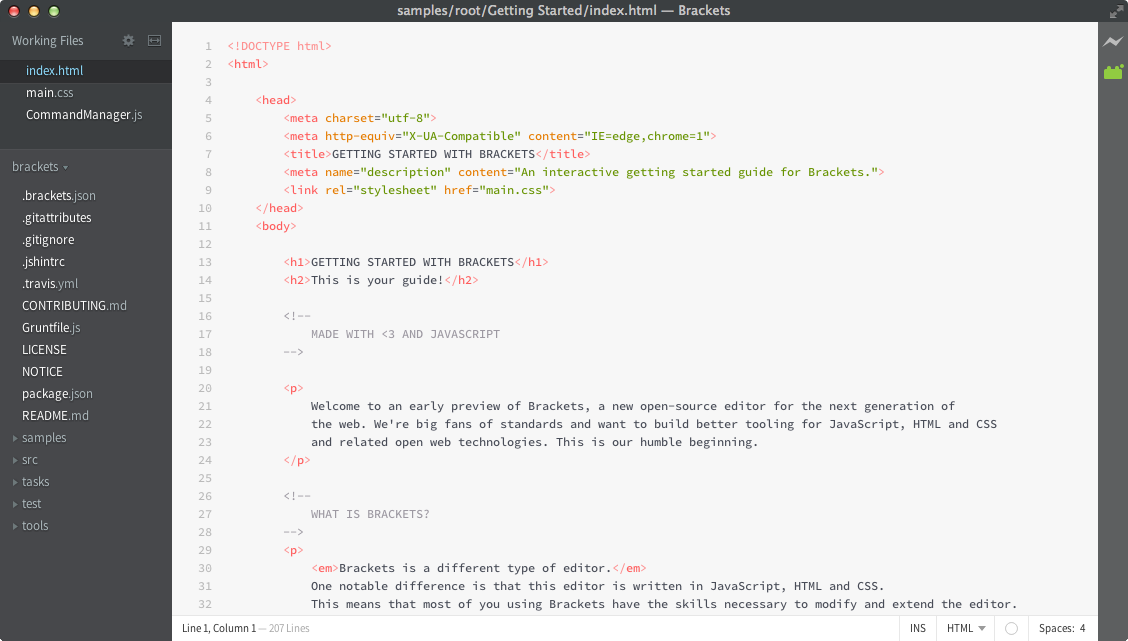 samples/root/Getting Started/index.html — Brackets
Working Files
index.html
main.css
CommandManager.js
brackets
.brackets.json
.gitattributes
.gitignore
.jshintrc
.travis.yml
CONTRIBUTING.md
Gruntfile.js
LICENSE
NOTICE
package.json
README.md
samples
src
tasks
test
tools
1 <!DOCTYPE html>
2 <html>
3
4     <head>
5         <meta charset="utf-8">
6         <meta http-equiv="X-UA-Compatible" content="IE=edge,chrome=1">
7         <title>GETTING STARTED WITH BRACKETS</title>
8         <meta name="description" content="An interactive getting started guide for Brackets.">
9         <link rel="stylesheet" href="main.css">
10     </head>
11     <body>
12
13         <h1>GETTING STARTED WITH BRACKETS</h1>
14         <h2>This is your guide!</h2>
15
16         <!--
17             MADE WITH <3 AND JAVASCRIPT
18         -->
19
20         <p>
21             Welcome to an early preview of Brackets, a new open-source editor for the next generation of
22             the web. We're big fans of standards and want to build better tooling for JavaScript, HTML and CSS
23             and related open web technologies. This is our humble beginning.
24         </p>
25
26         <!--
27             WHAT IS BRACKETS?
28         -->
29         <p>
30             <em>Brackets is a different type of editor.</em>
31             One notable difference is that this editor is written in JavaScript, HTML and CSS.
32             This means that most of you using Brackets have the skills necessary to modify and extend the editor.
Line 1, Column 1 — 207 Lines
INS
HTML
Spaces: 4